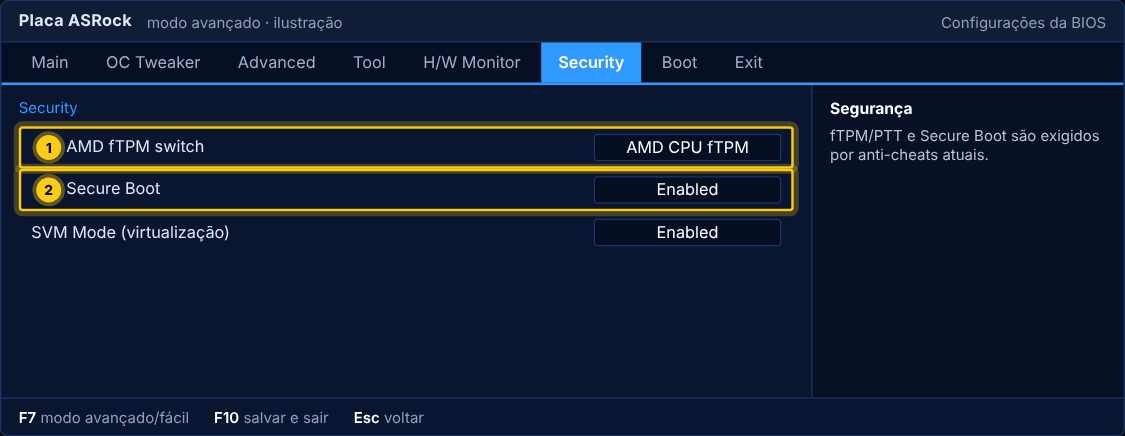 Placa ASRock modo avançado · ilustração Configurações da BIOS
Main OC Tweaker Advanced Tool H/W Monitor Security Boot Exit
Security
1 AMD fTPM switch AMD CPU fTPM
2 Secure Boot Enabled
SVM Mode (virtualização) Enabled
Segurança
fTPM/PTT e Secure Boot são exigidos
por anti-cheats atuais.
F7 modo avançado/fácil F10 salvar e sair Esc voltar